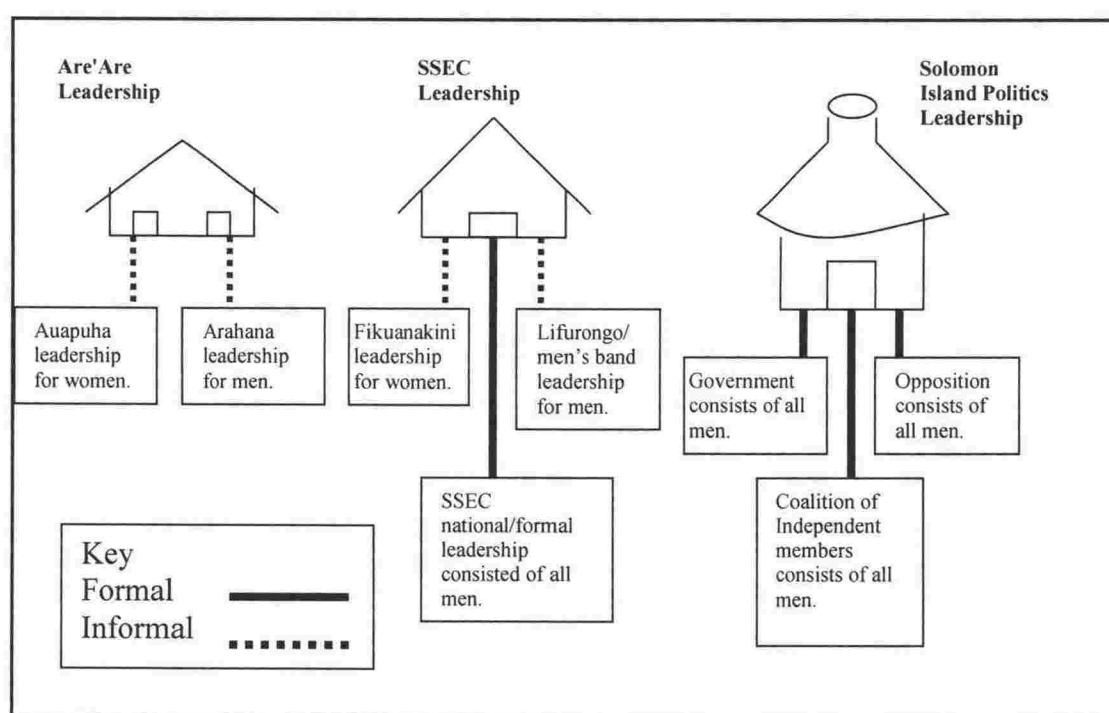 Are'Are
Leadership
SSEC
Leadership
Solomon
Island Politics
Leadership
Auapuha
leadership
for women.
Arahana
leadership
for men.
Fikuanakini
leadership
for women.
Lifurongo/
men's band
leadership
for men.
Government
consists of all
men.
Opposition
consists of
all men.
SSEC
national/formal
leadership
consisted of all
men.
Coalition of
Independent
members
consists of all
men.
Key
Formal
Informal